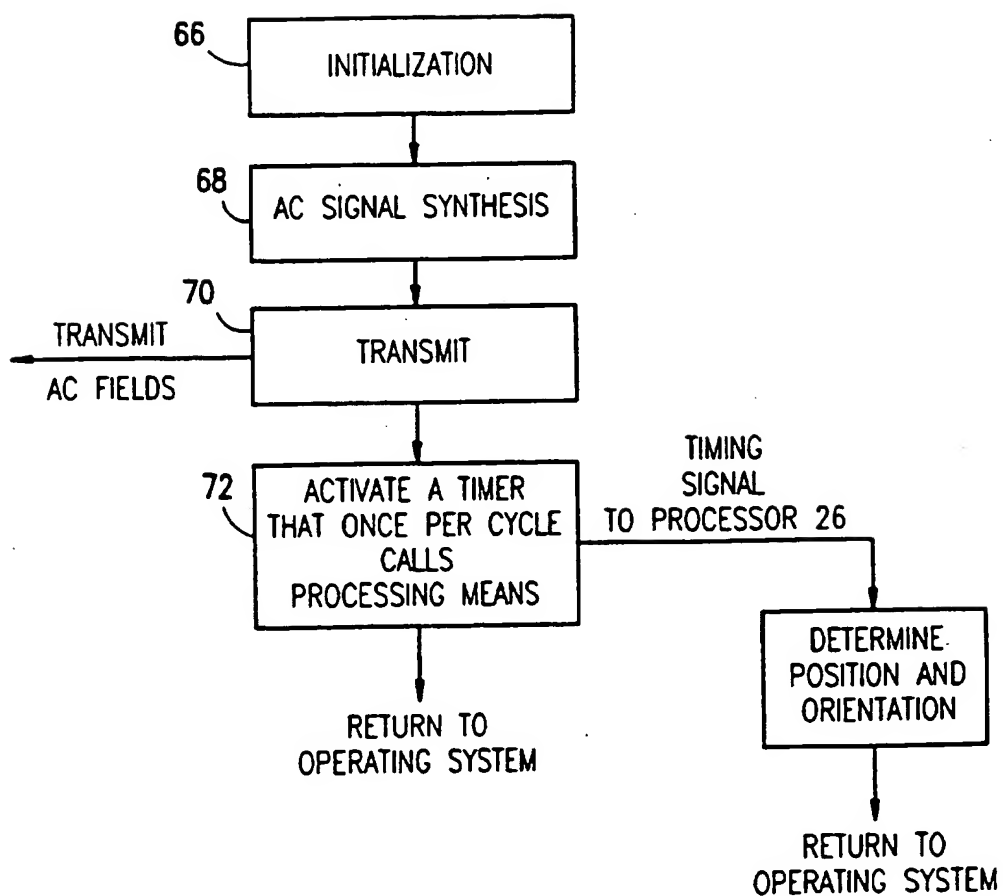 66
INITIALIZATION
68
AC SIGNAL SYNTHESIS
70
TRANSMIT
AC FIELDS
TRANSMIT
72
ACTIVATE A TIMER
THAT ONCE PER CYCLE
CALLS
PROCESSING MEANS
TIMING
SIGNAL
TO PROCESSOR 26
RETURN TO
OPERATING SYSTEM
DETERMINE
POSITION AND
ORIENTATION
RETURN TO
OPERATING SYSTEM